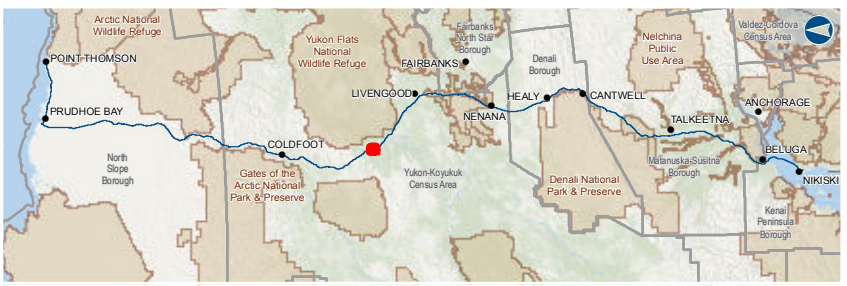 Arctic National
Wildlife Refuge
POINT THOMSON
PRUDHOE BAY
North
Slope
Borough
COLDFOOT
Gates of the
Arctic National
Park & Preserve
Yukon Flats
National
Wildlife Refuge
LIVENGOOD
FAIRBANKS
Fairbanks
North Star
Borough
NENANA
Yukon-Koyukuk
Census Area
Denali
Borough
HEALY
CANTWELL
Denali National
Park & Preserve
Nelchina
Public
Use Area
TALKEETNA
Matanuska-Susitna
Borough
Valdez-Cordova
Census Area
ANCHORAGE
BELUGA
NIKISKI
Kenai
Peninsula
Borough